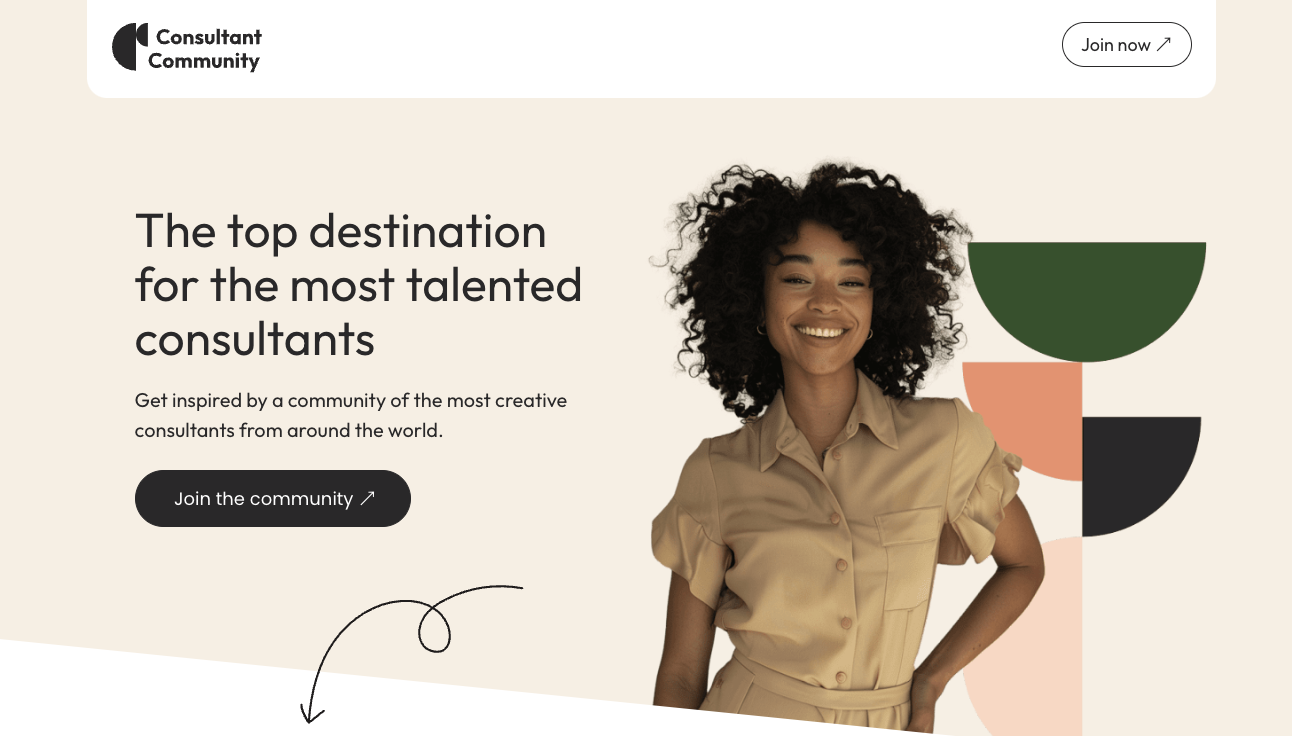 Consultant
Community
Join now ↗
The top destination
for the most talented
consultants
Get inspired by a community of the most creative
consultants from around the world.
Join the community ↗